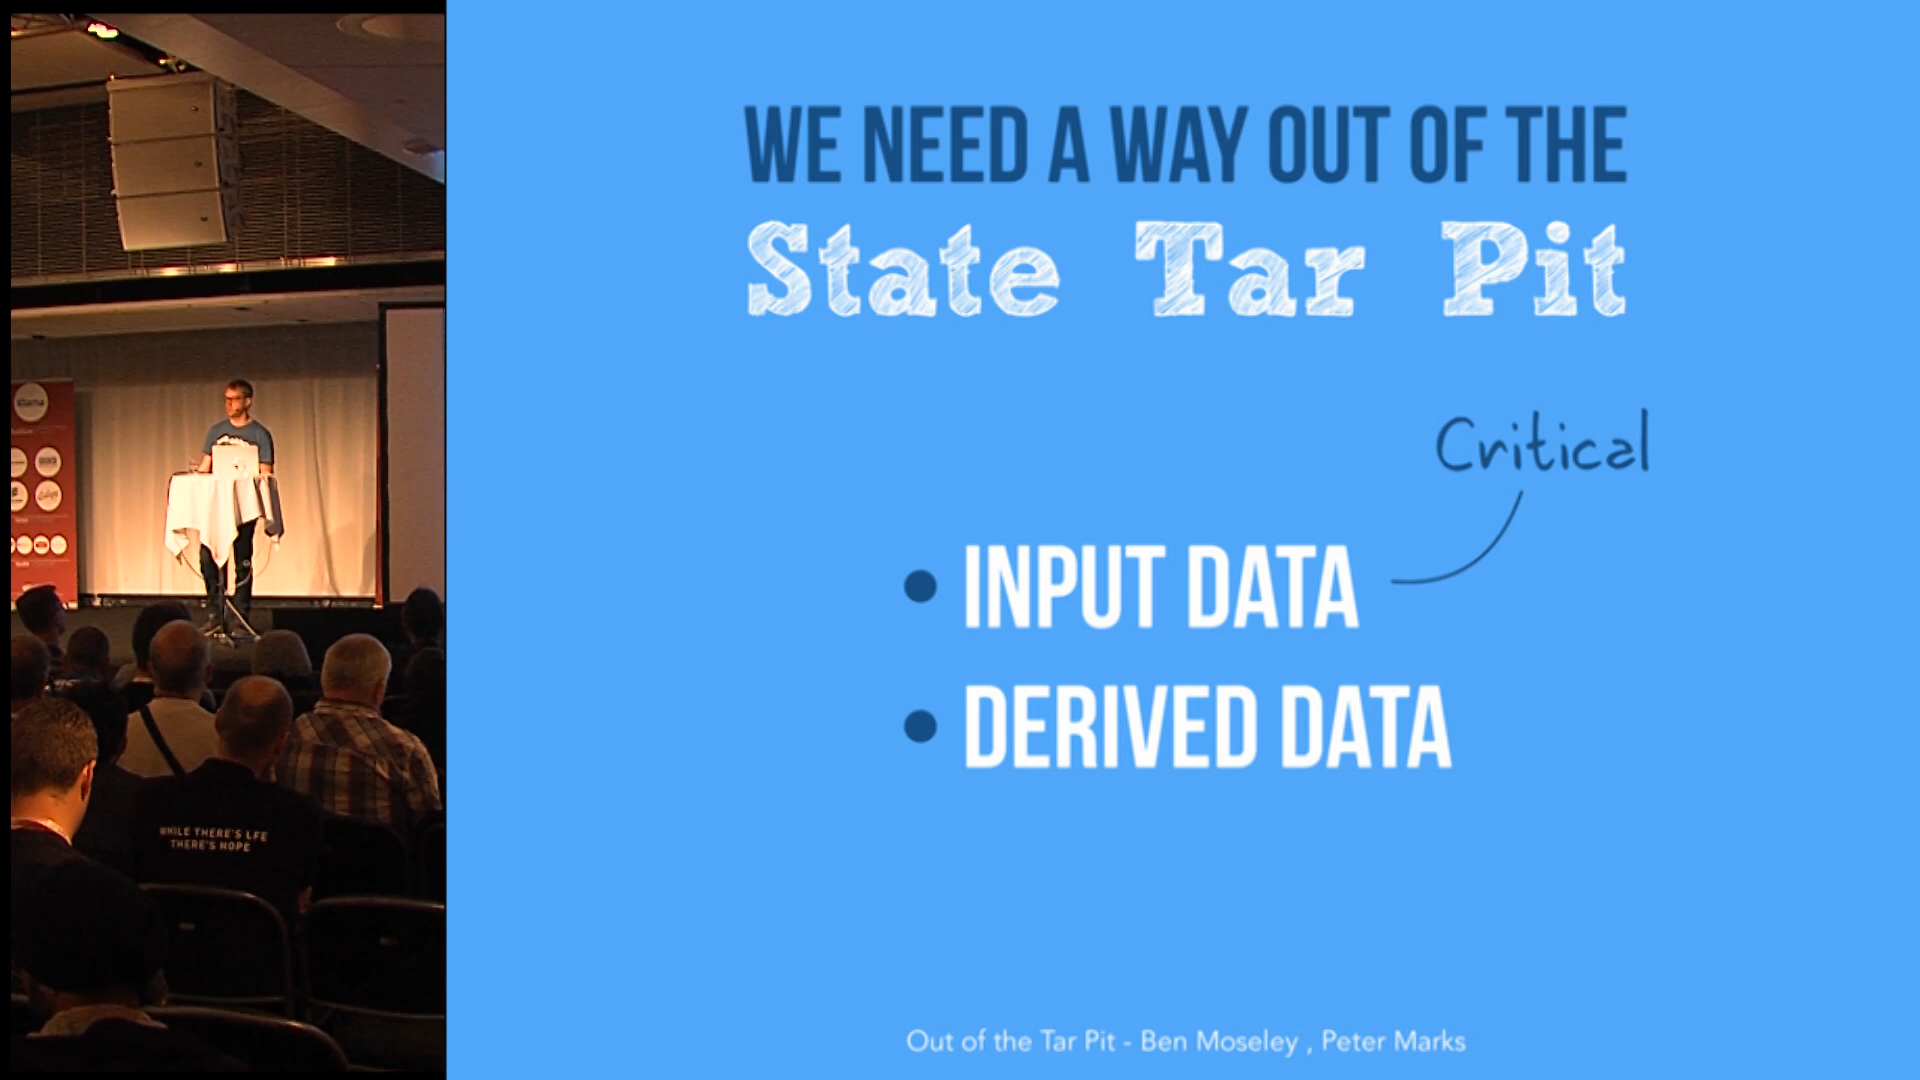 WE NEED A WAY OUT OF THE
State Tar Pit
Critical
• INPUT DATA
• DERIVED DATA
Out of the Tar Pit - Ben Moseley , Peter Marks
WHILE THERE'S LFE
THERE'S HOPE